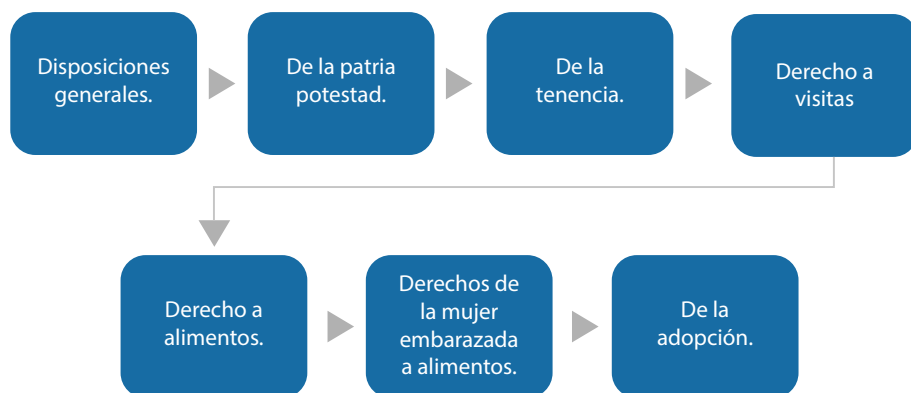 Disposiciones
generales.
De la patria
potestad.
De la
tenencia.
Derecho a
visitas
Derecho a
alimentos.
Derechos de
la mujer
embarazada
a alimentos.
De la
adopción.